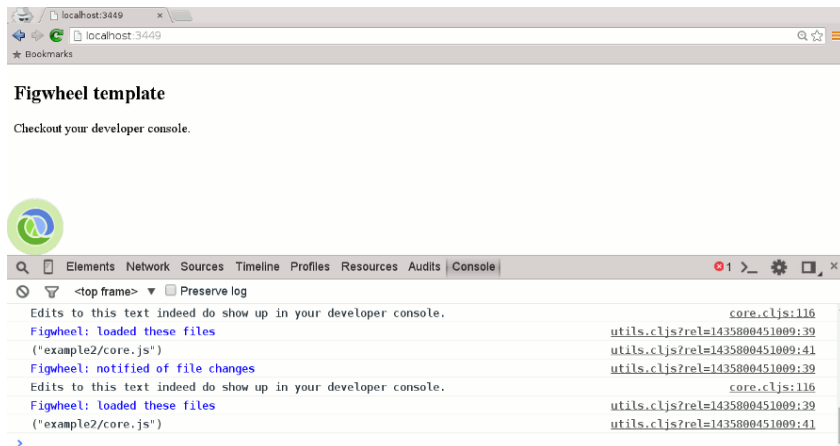 localhost:3449 ×
localhost:3449
Bookmarks
Figwheel template
Checkout your developer console.
Elements Network Sources Timeline Profiles Resources Audits Console 1 ×
<top frame> ▼ Preserve log
Edits to this text indeed do show up in your developer console. core.cljs:116
Figwheel: loaded these files utils.cljs?rel=1435800451009:39
("example2/core.js") utils.cljs?rel=1435800451009:41
Figwheel: notified of file changes utils.cljs?rel=1435800451009:39
Edits to this text indeed do show up in your developer console. core.cljs:116
Figwheel: loaded these files utils.cljs?rel=1435800451009:39
("example2/core.js") utils.cljs?rel=1435800451009:41